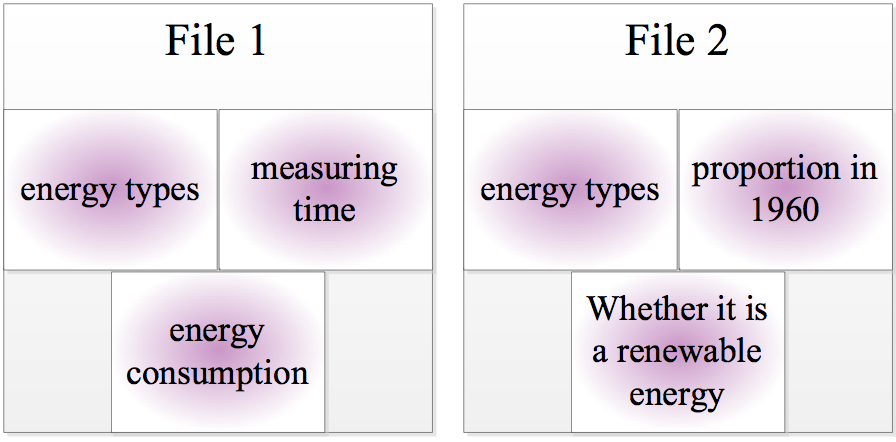 File 1
energy types
measuring
time
energy
consumption
File 2
energy types
proportion in
1960
Whether it is
a renewable
energy